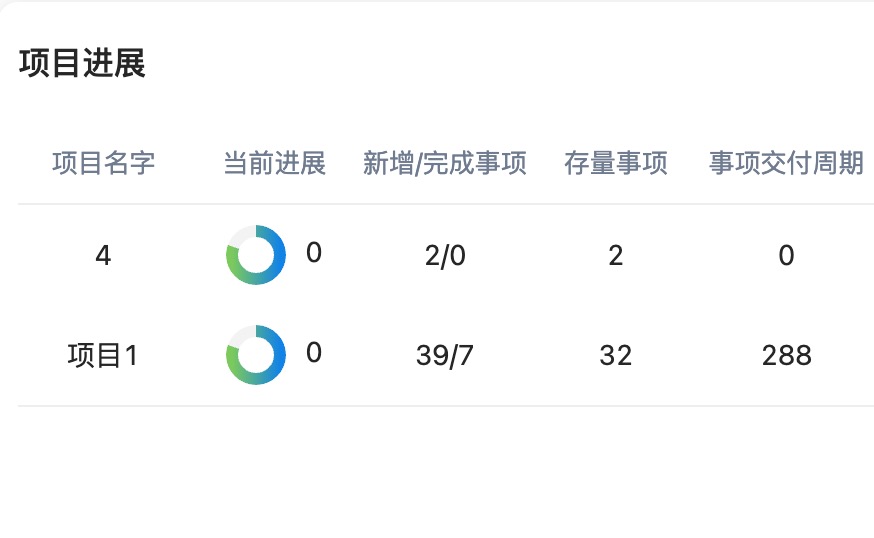 项目进展
项目名字 当前进展 新增/完成事项 存量事项 事项交付周期
4 0 2/0 2 0
项目1 0 39/7 32 288